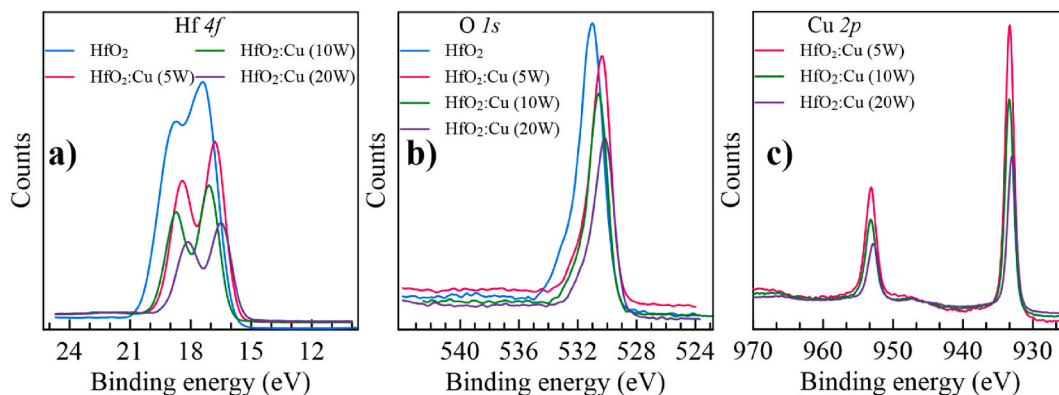 Hf 4f
HfO2 HfO2:Cu (10W)
HfO2:Cu (5W) HfO2:Cu (20W)
a)
Counts
24 21 18 15 12
Binding energy (eV)
O 1s
HfO2
HfO2:Cu (5W)
HfO2:Cu (10W)
HfO2:Cu (20W)
b)
Counts
540 536 532 528 524
Binding energy (eV)
Cu 2p
HfO2:Cu (5W)
HfO2:Cu (10W)
HfO2:Cu (20W)
c)
Counts
970 960 950 940 930
Binding energy (eV)